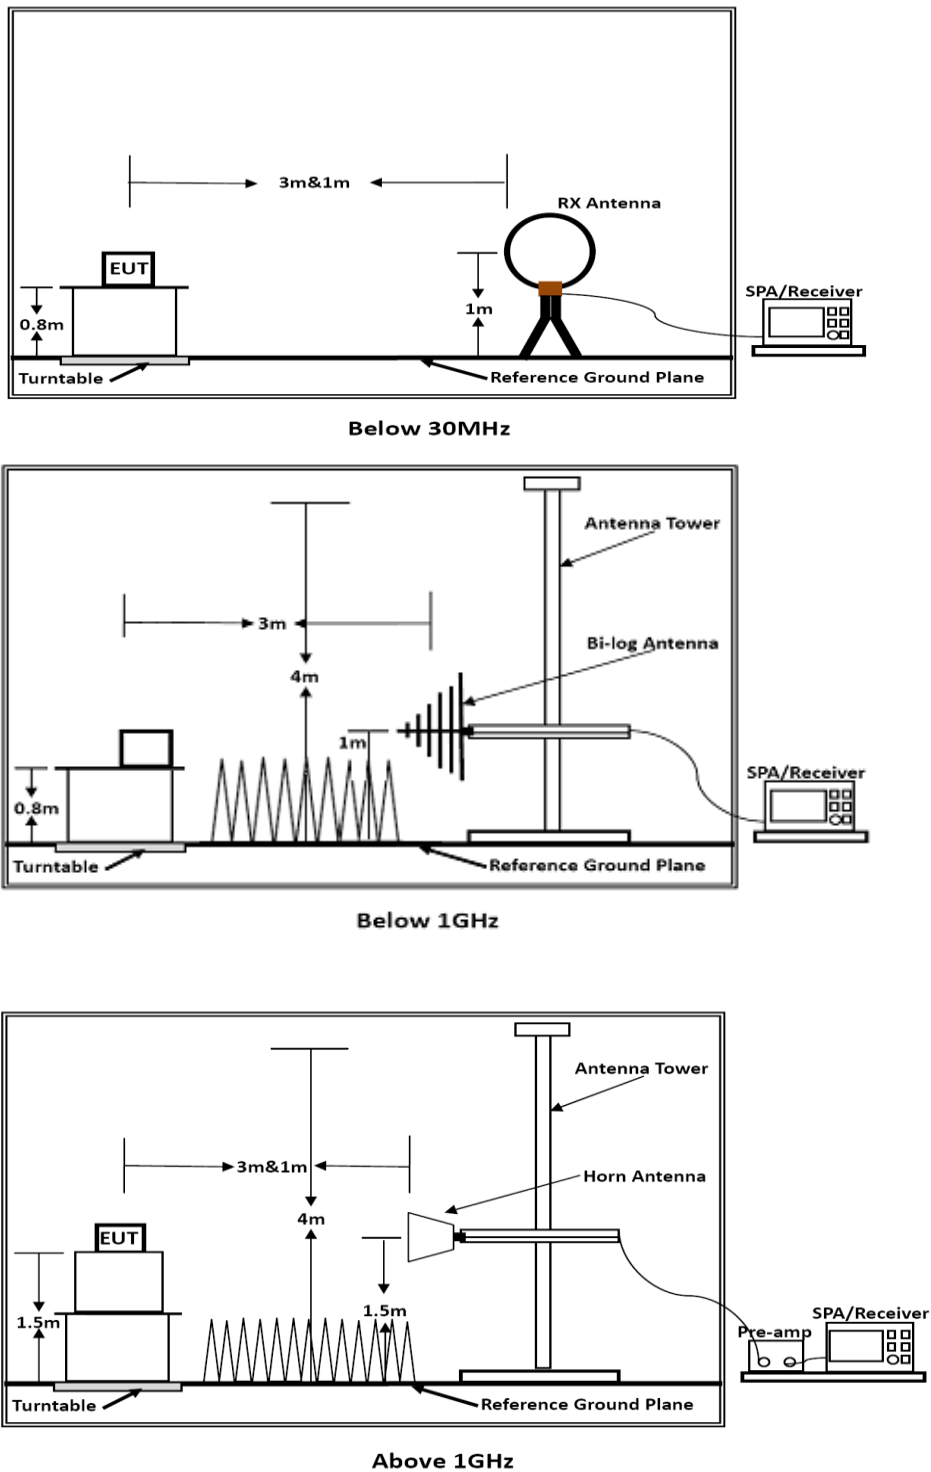 3m&1m
RX Antenna
EUT
SPA/Receiver
1m
0.8m
Turntable
Reference Ground Plane
Below 30MHz
Antenna Tower
3m
Bi-log Antenna
4m
1m
SPA/Receiver
0.8m
Turntable
Reference Ground Plane
Below 1GHz
Antenna Tower
3m&1m
Horn Antenna
4m
EUT
1.5m
SPA/Receiver
1.5m
Pre-amp
Turntable
Reference Ground Plane
Above 1GHz